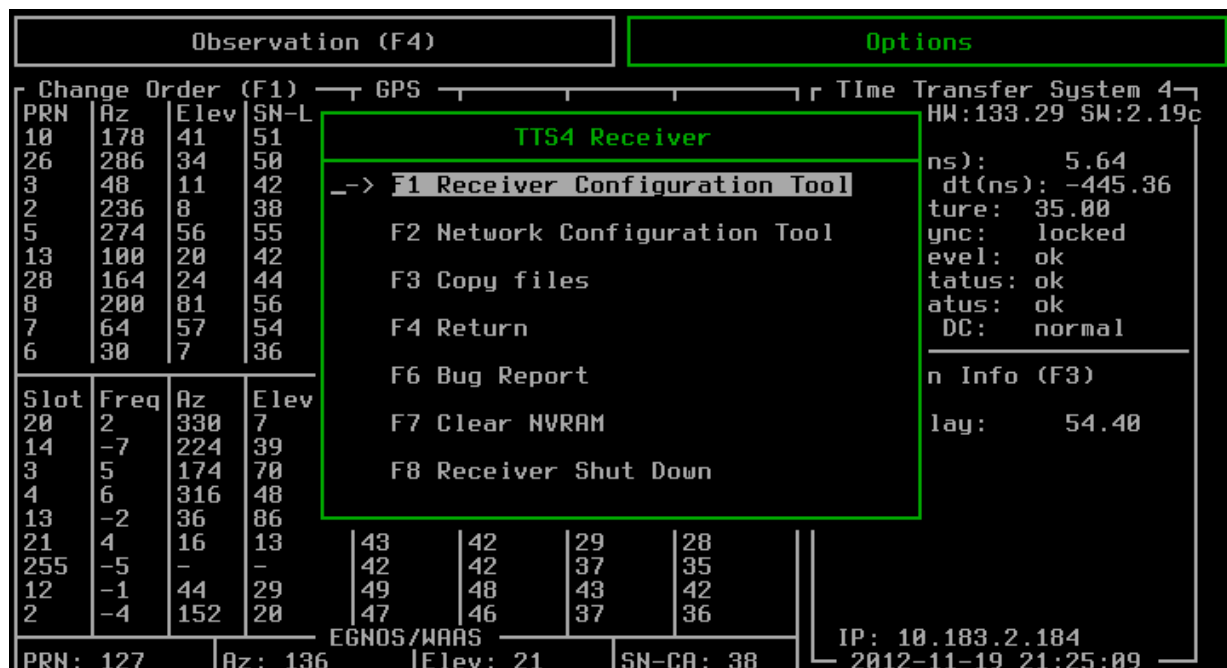 Observation (F4) Options
Change Order (F1) GPS TIme Transfer System 4
PRN Az Elev SN-L HW:133.29 SW:2.19c
10 178 41 51 TTS4 Receiver
26 286 34 50 ns): 5.64
3 48 11 42 _-> F1 Receiver Configuration Tool dt(ns): -445.36
2 236 8 38 ture: 35.00
5 274 56 55 F2 Network Configuration Tool ync: locked
13 100 20 42 evel: ok
28 164 24 44 F3 Copy files tatus: ok
8 200 81 56 atus: ok
7 64 57 54 F4 Return DC: normal
6 30 7 36
F6 Bug Report n Info (F3)
Slot Freq Az Elev
20 2 330 7 F7 Clear NVRAM lay: 54.40
14 -7 224 39
3 5 174 70 F8 Receiver Shut Down
4 6 316 48
13 -2 36 86
21 4 16 13 43 42 29 28
255 -5 - - 42 42 37 35
12 -1 44 29 49 48 43 42
2 -4 152 20 47 46 37 36
EGNOS/WAAS IP: 10.183.2.184
PRN: 127 Az: 136 Elev: 21 SN-CA: 38 2012-11-19 21:25:09